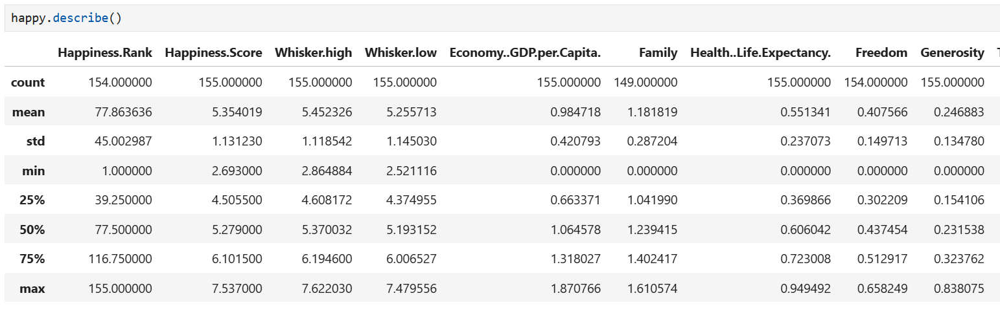 happy.describe()
Happiness.Rank Happiness.Score Whisker.high Whisker.low Economy..GDP.per.Capita. Family Health..Life.Expectancy. Freedom Generosity
count 154.000000 155.000000 155.000000 155.000000 155.000000 149.000000 155.000000 154.000000 155.000000
mean 77.863636 5.354019 5.452326 5.255713 0.984718 1.181819 0.551341 0.407566 0.246883
std 45.002987 1.131230 1.118542 1.145030 0.420793 0.287204 0.237073 0.149713 0.134780
min 1.000000 2.693000 2.864884 2.521116 0.000000 0.000000 0.000000 0.000000 0.000000
25% 39.250000 4.505500 4.608172 4.374955 0.663371 1.041990 0.369866 0.302209 0.154106
50% 77.500000 5.279000 5.370032 5.193152 1.064578 1.239415 0.606042 0.437454 0.231538
75% 116.750000 6.101500 6.194600 6.006527 1.318027 1.402417 0.723008 0.512917 0.323762
max 155.000000 7.537000 7.622030 7.479556 1.870766 1.610574 0.949492 0.658249 0.838075